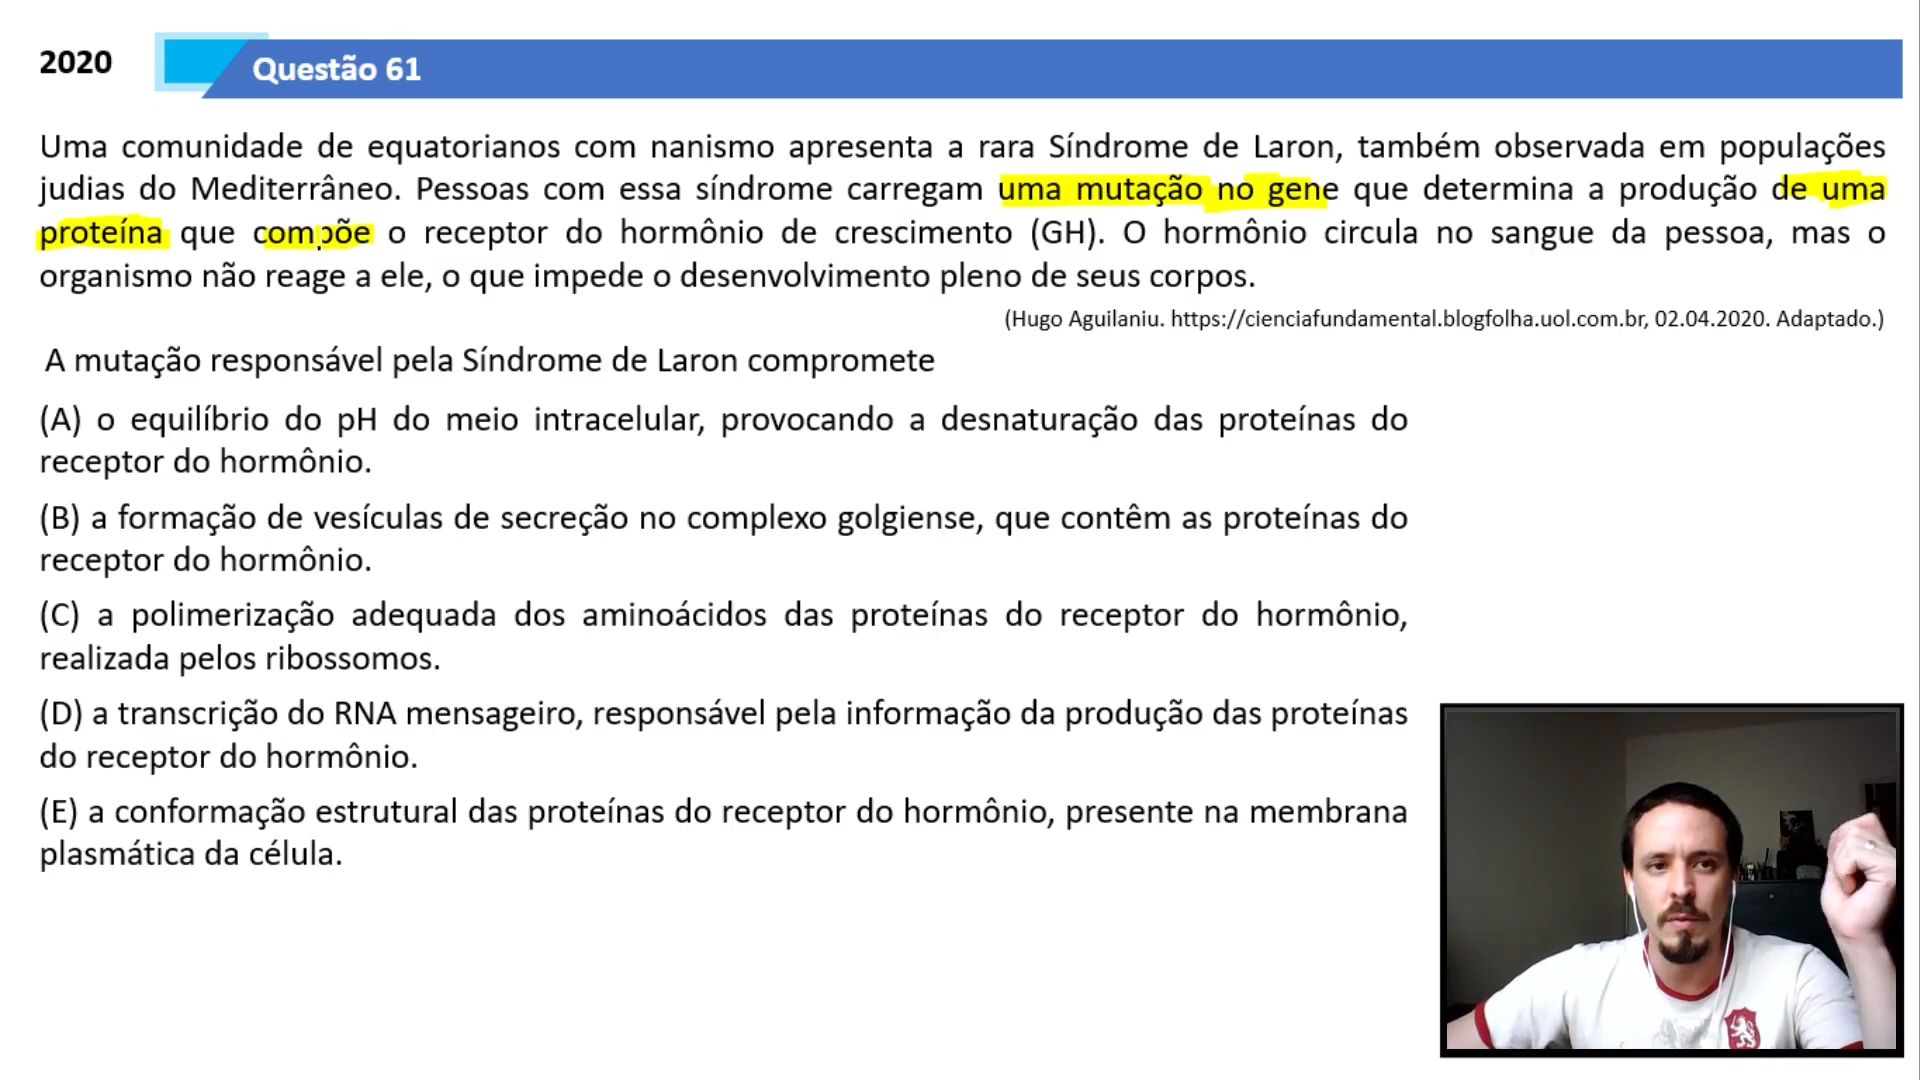 2020
Questão 61
Uma comunidade de equatorianos com nanismo apresenta a rara Síndrome de Laron, também observada em populações
judias do Mediterrâneo. Pessoas com essa síndrome carregam uma mutação no gene que determina a produção de uma
proteína que compõe o receptor do hormônio de crescimento (GH). O hormônio circula no sangue da pessoa, mas o
organismo não reage a ele, o que impede o desenvolvimento pleno de seus corpos.
(Hugo Aguilaniu. https://cienciafundamental.blogfolha.uol.com.br, 02.04.2020. Adaptado.)
A mutação responsável pela Síndrome de Laron compromete
(A) o equilíbrio do pH do meio intracelular, provocando a desnaturação das proteínas do
receptor do hormônio.
(B) a formação de vesículas de secreção no complexo golgiense, que contêm as proteínas do
receptor do hormônio.
(C) a polimerização adequada dos aminoácidos das proteínas do receptor do hormônio,
realizada pelos ribossomos.
(D) a transcrição do RNA mensageiro, responsável pela informação da produção das proteínas
do receptor do hormônio.
(E) a conformação estrutural das proteínas do receptor do hormônio, presente na membrana
plasmática da célula.